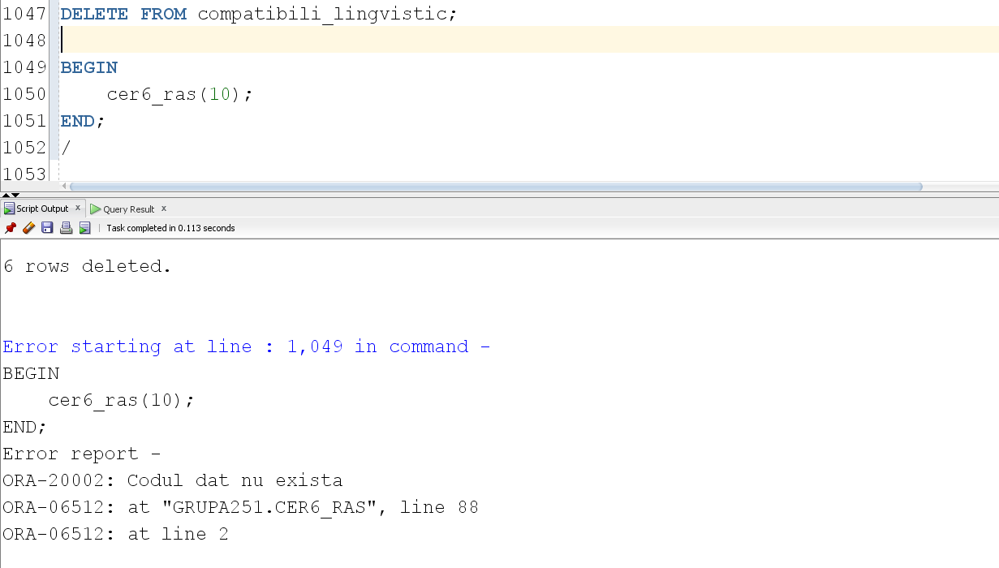 1047 DELETE FROM compatibili_lingvistic;
1048
1049 BEGIN
1050     cer6_ras(10);
1051 END;
1052 /
1053
Script Output x Query Result x
Task completed in 0.113 seconds
6 rows deleted.
Error starting at line : 1,049 in command -
BEGIN
    cer6_ras(10);
END;
Error report -
ORA-20002: Codul dat nu exista
ORA-06512: at "GRUPA251.CER6_RAS", line 88
ORA-06512: at line 2